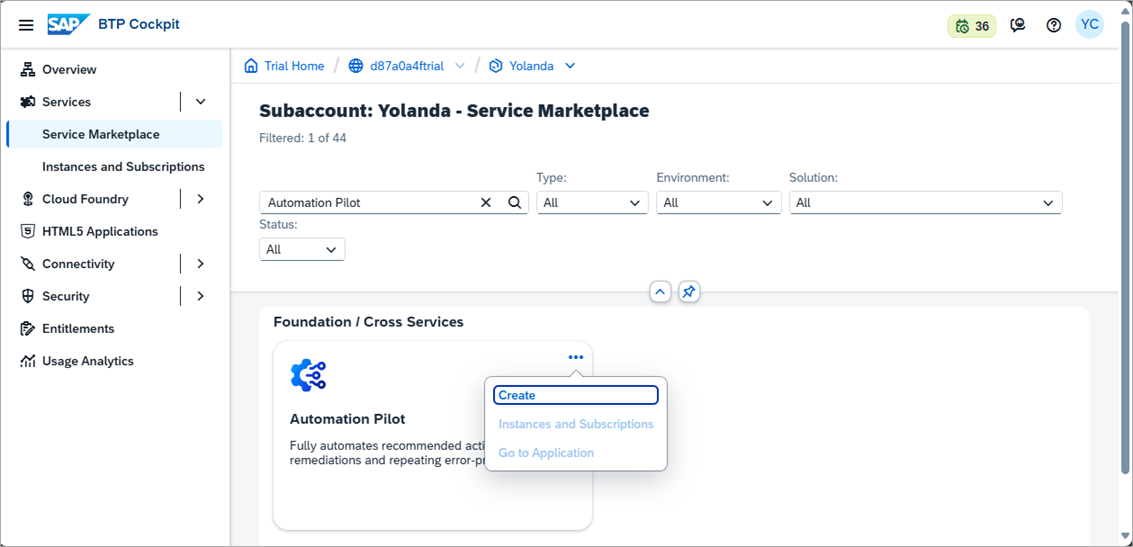 SAP BTP Cockpit
36
YC
Overview
Services
Service Marketplace
Instances and Subscriptions
Cloud Foundry
HTML5 Applications
Connectivity
Security
Entitlements
Usage Analytics
Trial Home / d87a0a4ftrial / Yolanda
Subaccount: Yolanda - Service Marketplace
Filtered: 1 of 44
Type: Environment: Solution:
Automation Pilot All All All
Status:
All
Foundation / Cross Services
Automation Pilot
Fully automates recommended acti
remediations and repeating error-p
Create
Instances and Subscriptions
Go to Application